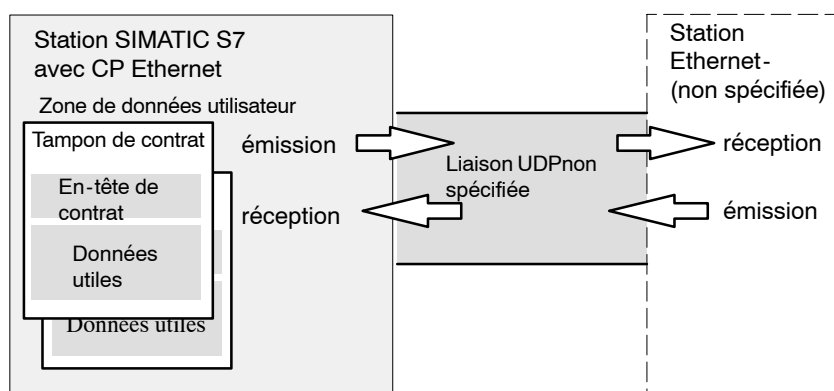 Station SIMATIC S7
avec CP Ethernet
Zone de données utilisateur
Tampon de contrat
En-tête de
contrat
Données
utiles
Données utiles
émission
réception
Liaison UDPnon
spécifiée
Station
Ethernet-
(non spécifiée)
réception
émission